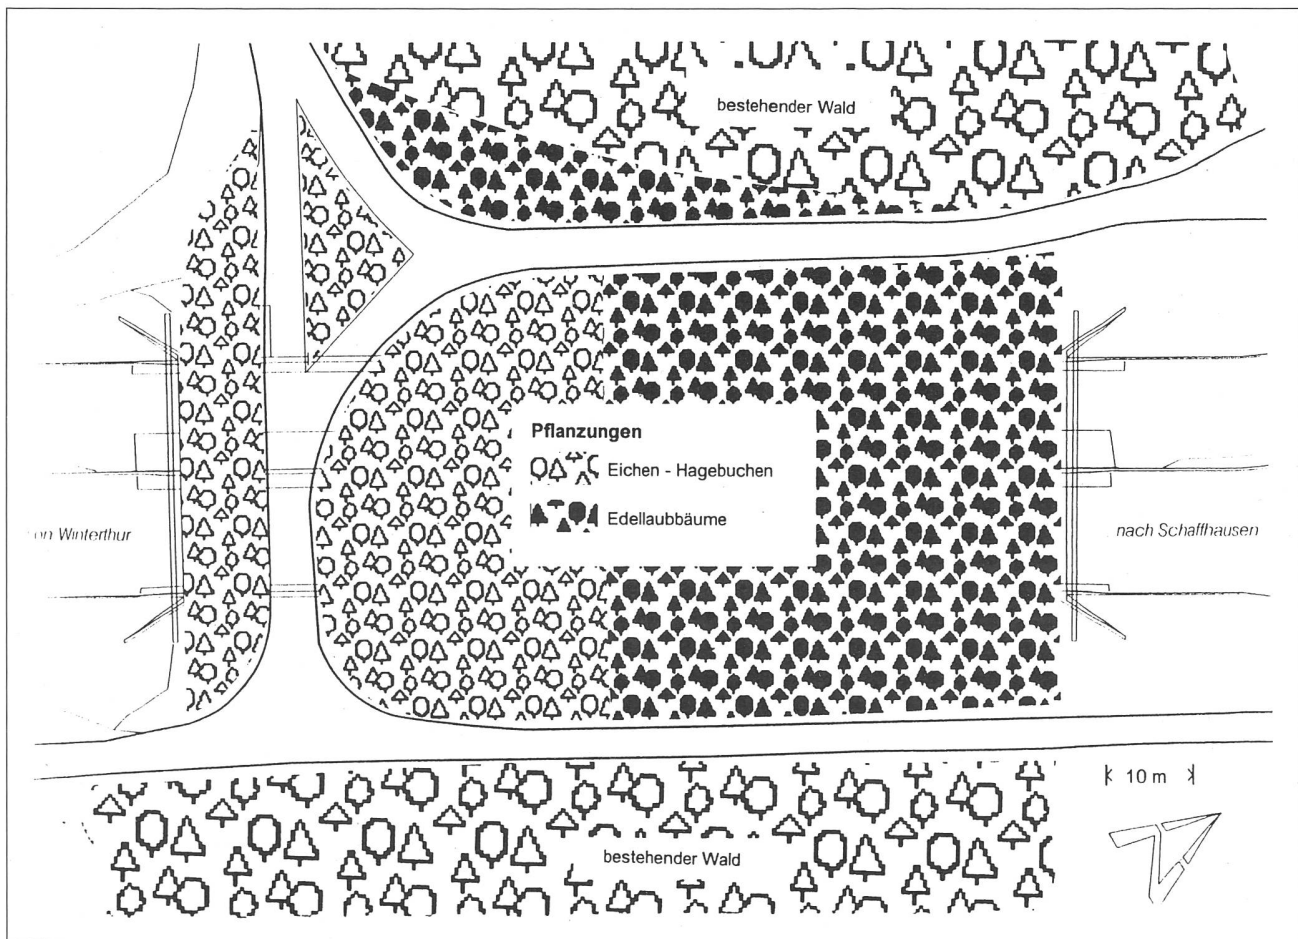 bestehender Wald
Pflanzungen
Eichen - Hagebuchen
Edellaubbäume
on Winterthur
nach Schaffhausen
10 m
bestehender Wald